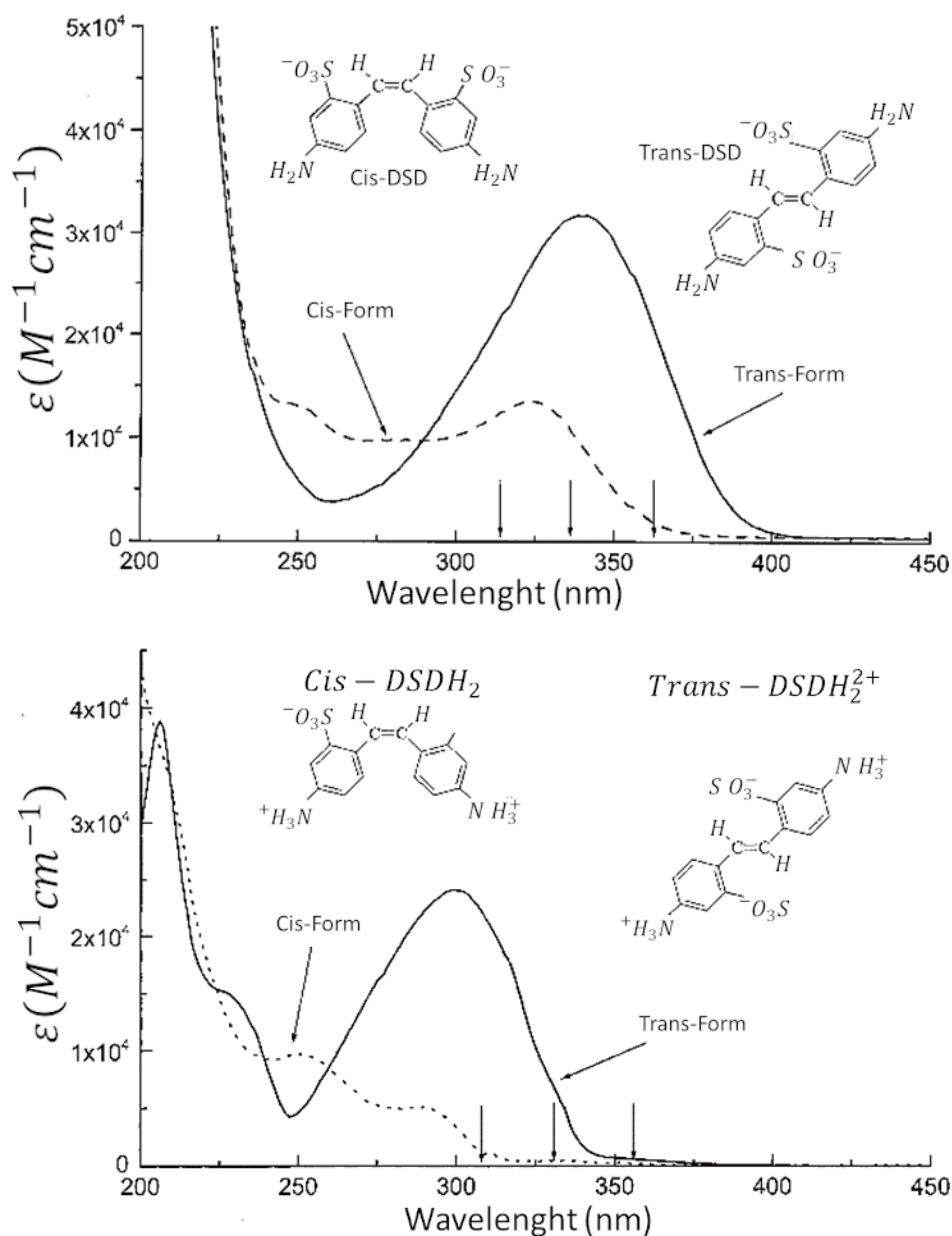 5x10⁴
4x10⁴
3x10⁴
2x10⁴
1x10⁴
0
ε(M⁻¹cm⁻¹)
⁻O₃S H H S O₃⁻
C=C
H₂N H₂N
Cis-DSD
Trans-DSD
⁻O₃S H₂N
H
C=C
H
H₂N S O₃⁻
Cis-Form
Trans-Form
200 250 300 350 400 450
Wavelenght (nm)
4x10⁴
3x10⁴
2x10⁴
1x10⁴
0
ε(M⁻¹cm⁻¹)
Cis − DSDH₂
⁻O₃S H H
C=C
⁺H₃N N H₃⁺
Trans − DSDH₂²⁺
N H₃⁺
S O₃⁻
H
C=C
H
⁻O₃S
⁺H₃N
Cis-Form
Trans-Form
200 250 300 350 400 450
Wavelenght (nm)